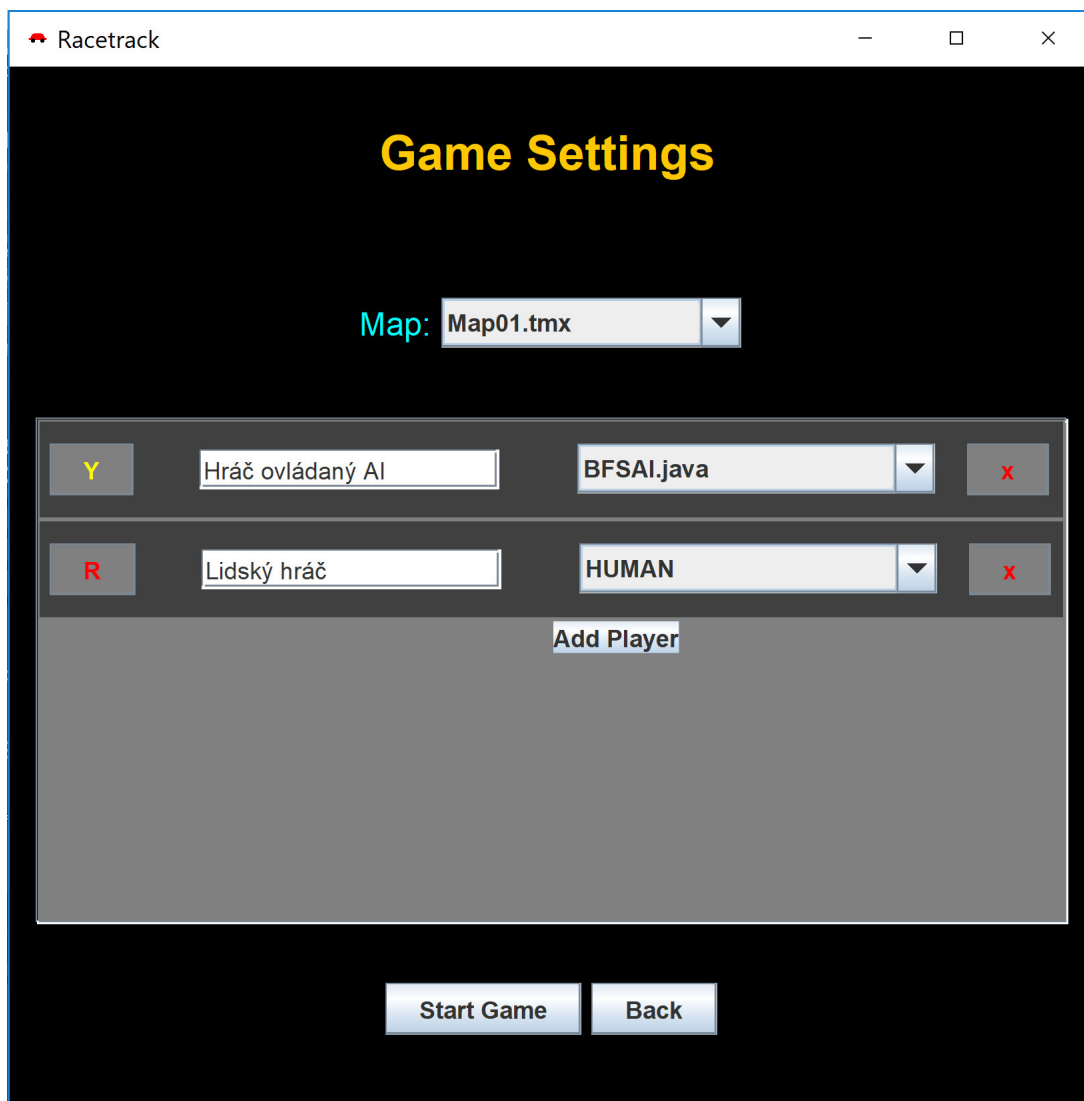 Racetrack
Game Settings
Map: Map01.tmx
Y Hráč ovládaný AI BFSAI.java x
R Lidský hráč HUMAN x
Add Player
Start Game Back